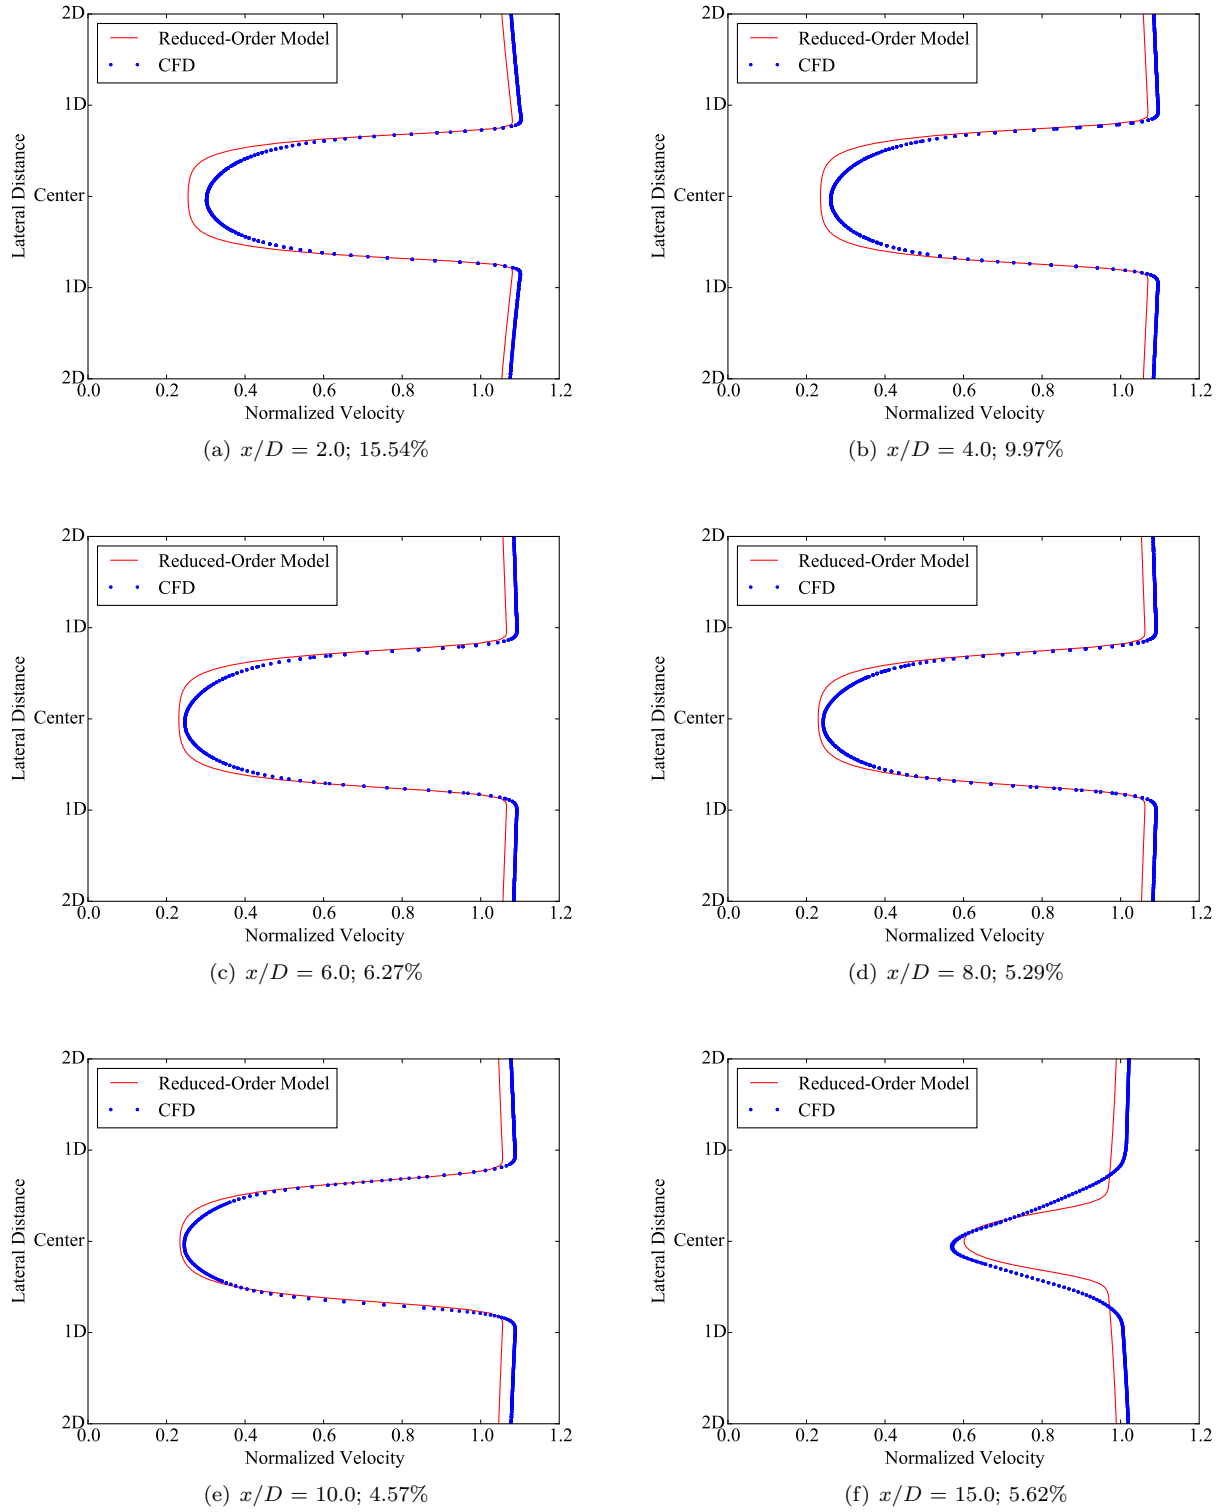 2D
1D
Center
1D
2D
Lateral Distance
Reduced-Order Model
CFD
0.0 0.2 0.4 0.6 0.8 1.0 1.2
Normalized Velocity
(a) x/D = 2.0; 15.54%
2D
1D
Center
1D
2D
Lateral Distance
Reduced-Order Model
CFD
0.0 0.2 0.4 0.6 0.8 1.0 1.2
Normalized Velocity
(b) x/D = 4.0; 9.97%
2D
1D
Center
1D
2D
Lateral Distance
Reduced-Order Model
CFD
0.0 0.2 0.4 0.6 0.8 1.0 1.2
Normalized Velocity
(c) x/D = 6.0; 6.27%
2D
1D
Center
1D
2D
Lateral Distance
Reduced-Order Model
CFD
0.0 0.2 0.4 0.6 0.8 1.0 1.2
Normalized Velocity
(d) x/D = 8.0; 5.29%
2D
1D
Center
1D
2D
Lateral Distance
Reduced-Order Model
CFD
0.0 0.2 0.4 0.6 0.8 1.0 1.2
Normalized Velocity
(e) x/D = 10.0; 4.57%
2D
1D
Center
1D
2D
Lateral Distance
Reduced-Order Model
CFD
0.0 0.2 0.4 0.6 0.8 1.0 1.2
Normalized Velocity
(f) x/D = 15.0; 5.62%